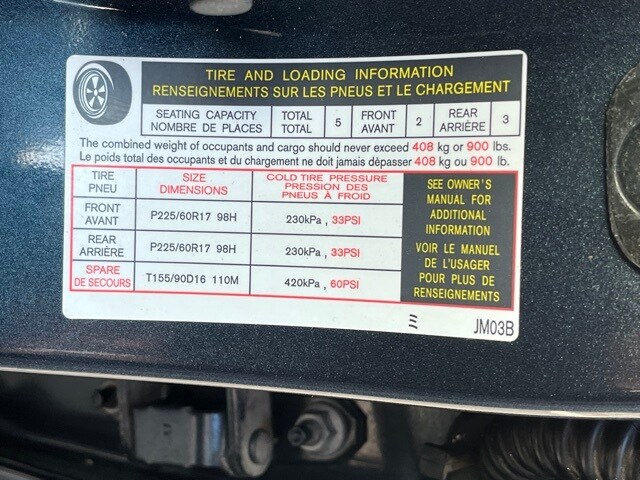 TIRE AND LOADING INFORMATION
RENSEIGNEMENTS SUR LES PNEUS ET LE CHARGEMENT
SEATING CAPACITY
NOMBRE DE PLACES
TOTAL
TOTAL
5
FRONT
AVANT
2
REAR
ARRIÈRE
3
The combined weight of occupants and cargo should never exceed 408 kg or 900 lbs.
Le poids total des occupants et du chargement ne doit jamais dépasser 408 kg ou 900 lb.
TIRE
PNEU
SIZE
DIMENSIONS
COLD TIRE PRESSURE
PRESSION DES
PNEUS À FROID
FRONT
AVANT
P225/60R17 98H
230kPa , 33PSI
REAR
ARRIÈRE
P225/60R17 98H
230kPa , 33PSI
SPARE
DE SECOURS
T155/90D16 110M
420kPa , 60PSI
SEE OWNER'S
MANUAL FOR
ADDITIONAL
INFORMATION
VOIR LE MANUEL
DE L'USAGER
POUR PLUS DE
RENSEIGNEMENTS
JM03B